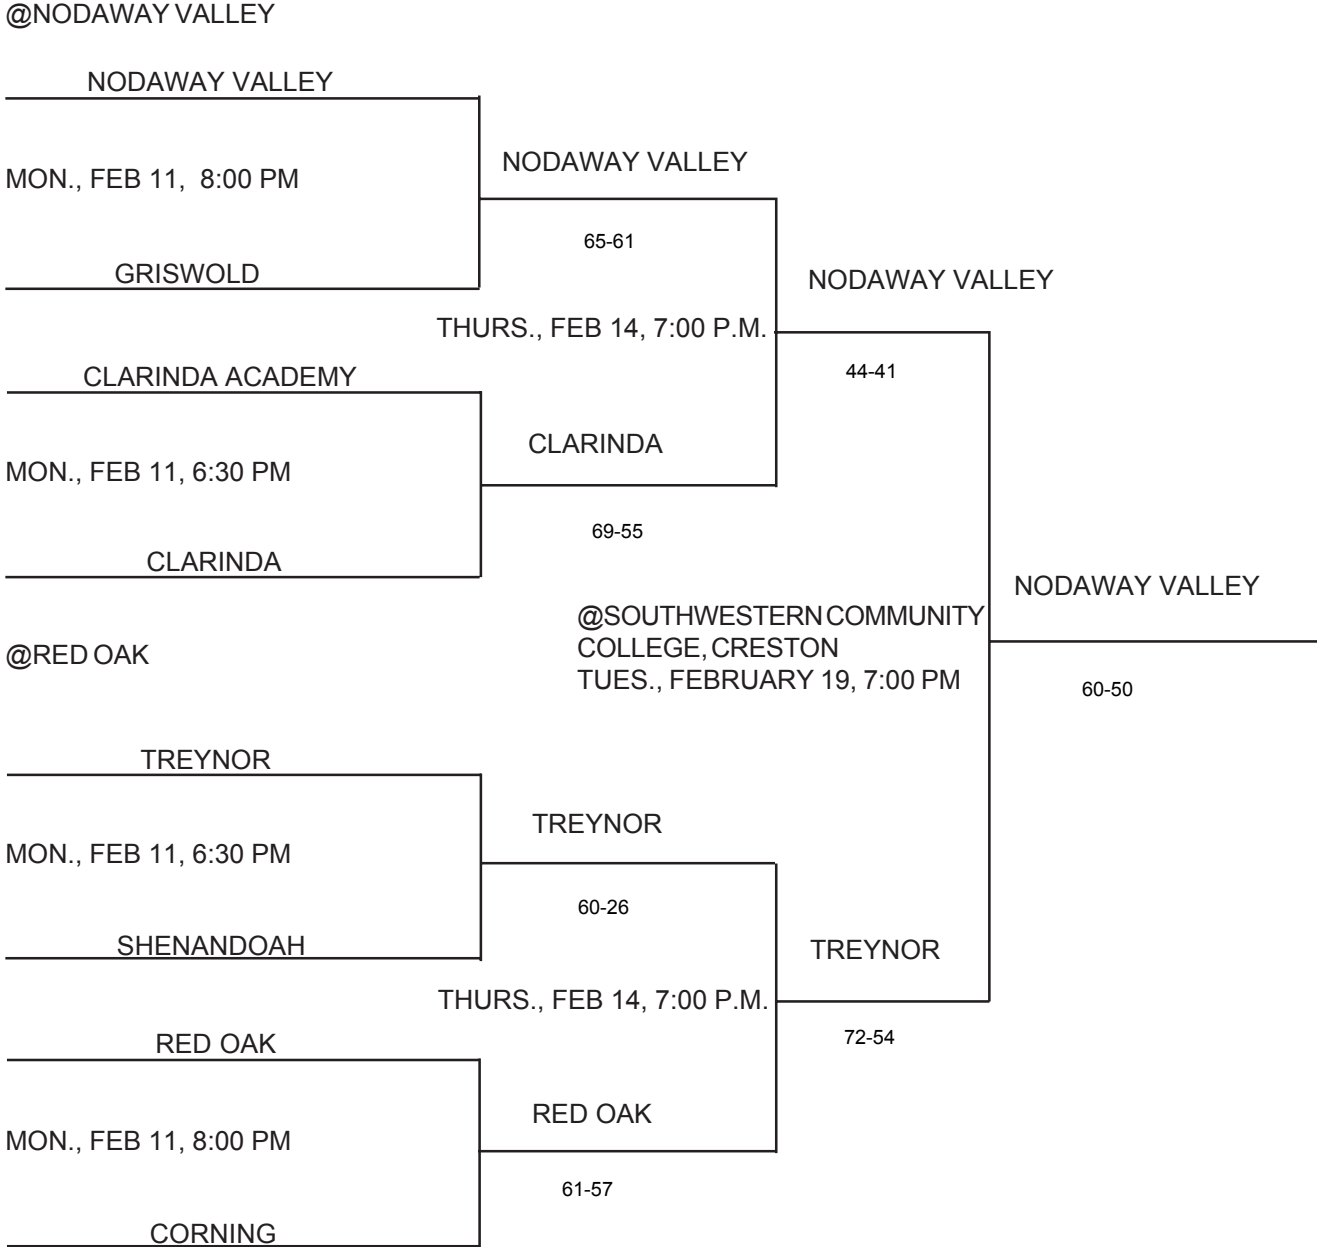 @NODAWAY VALLEY
NODAWAY VALLEY
MON., FEB 11, 8:00 PM
NODAWAY VALLEY
65-61
GRISWOLD
NODAWAY VALLEY
THURS., FEB 14, 7:00 P.M.
44-41
CLARINDA ACADEMY
CLARINDA
MON., FEB 11, 6:30 PM
69-55
CLARINDA
NODAWAY VALLEY
@SOUTHWESTERN COMMUNITY
COLLEGE, CRESTON
TUES., FEBRUARY 19, 7:00 PM
60-50
@RED OAK
TREYNOR
TREYNOR
MON., FEB 11, 6:30 PM
60-26
SHENANDOAH
TREYNOR
THURS., FEB 14, 7:00 P.M.
72-54
RED OAK
RED OAK
MON., FEB 11, 8:00 PM
61-57
CORNING